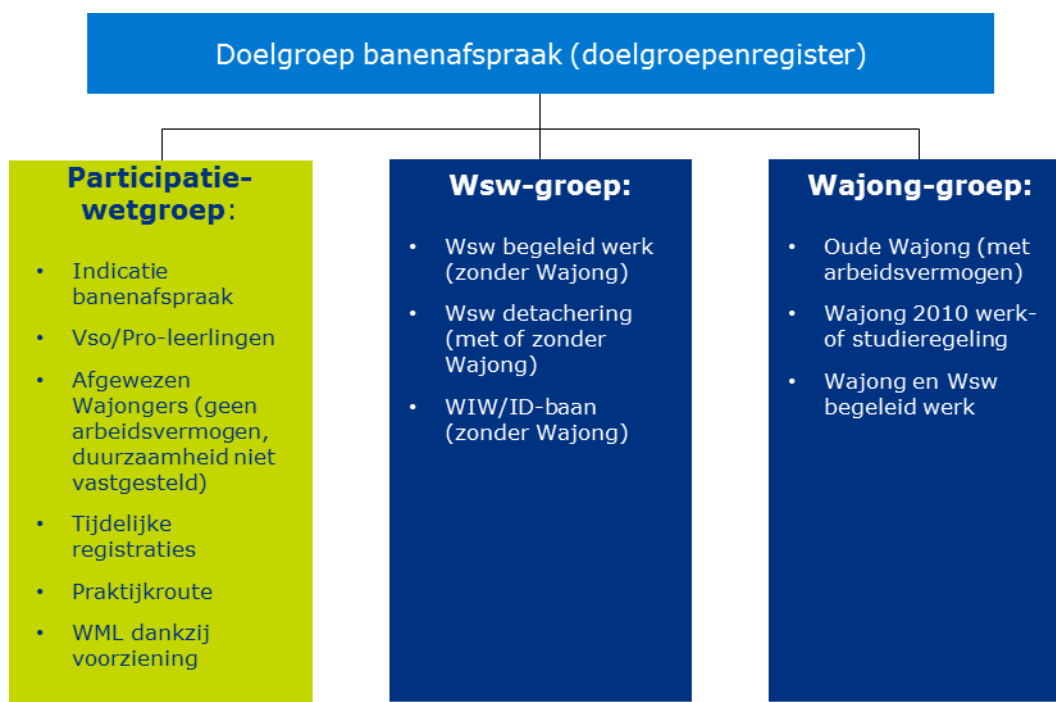 Doelgroep banenafspraak (doelgroepenregister)
Participatie-
wetgroep:
• Indicatie
banenafspraak
• Vso/Pro-leerlingen
• Afgewezen
Wajongers (geen
arbeidsvermogen,
duurzaamheid niet
vastgesteld)
• Tijdelijke
registraties
• Praktijkroute
• WML dankzij
voorziening
Wsw-groep:
• Wsw begeleid werk
(zonder Wajong)
• Wsw detachering
(met of zonder
Wajong)
• WIW/ID-baan
(zonder Wajong)
Wajong-groep:
• Oude Wajong (met
arbeidsvermogen)
• Wajong 2010 werk-
of studieregeling
• Wajong en Wsw
begeleid werk